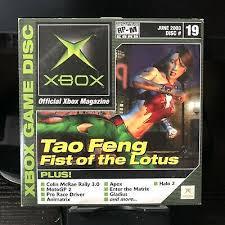 JUNE 2003
DISC # 19
XBOX
Official Xbox Magazine
XBOX GAME DISC
Tao Feng
Fist of the Lotus
PLUS!
Colin McRae Rally 3.0
MotoGP 2
Pro Race Driver
Animatrix
Apex
Enter the Matrix
Gladius
and more...
Halo 2